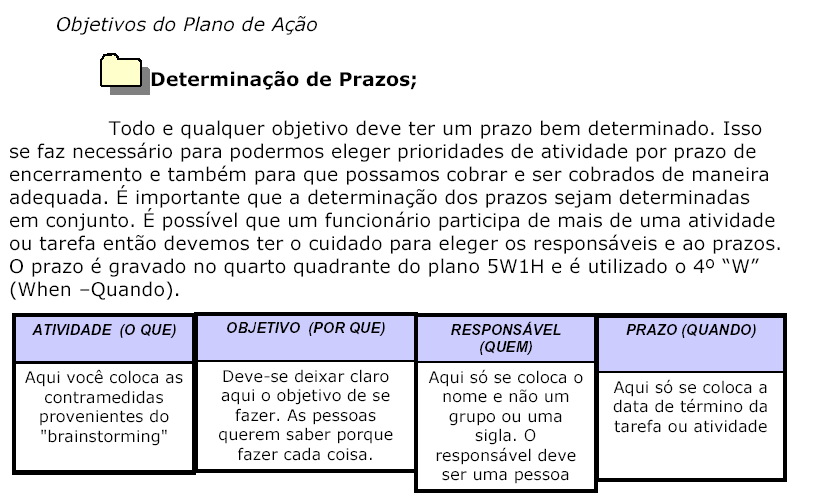 Objetivos do Plano de Ação
Determinação de Prazos;
Todo e qualquer objetivo deve ter um prazo bem determinado. Isso
se faz necessário para podermos eleger prioridades de atividade por prazo de
encerramento e também para que possamos cobrar e ser cobrados de maneira
adequada. É importante que a determinação dos prazos sejam determinadas
em conjunto. É possível que um funcionário participa de mais de uma atividade
ou tarefa então devemos ter o cuidado para eleger os responsáveis e ao prazos.
O prazo é gravado no quarto quadrante do plano 5W1H e é utilizado o 4º “W”
(When –Quando).
ATIVIDADE (O QUE)
Aqui você coloca as
contramedidas
provenientes do
"brainstorming"
OBJETIVO (POR QUE)
Deve-se deixar claro
aqui o objetivo de se
fazer. As pessoas
querem saber porque
fazer cada coisa.
RESPONSÁVEL
(QUEM)
Aqui só se coloca o
nome e não um
grupo ou uma
sigla. O
responsável deve
ser uma pessoa
PRAZO (QUANDO)
Aqui só se coloca a
data de término da
tarefa ou atividade